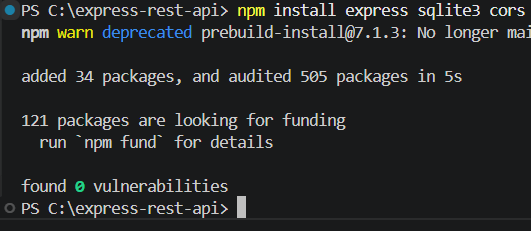 PS C:\express-rest-api> npm install express sqlite3 cors
npm warn deprecated prebuild-install@7.1.3: No longer mai
added 34 packages, and audited 505 packages in 5s
121 packages are looking for funding
run `npm fund` for details
found 0 vulnerabilities
PS C:\express-rest-api>